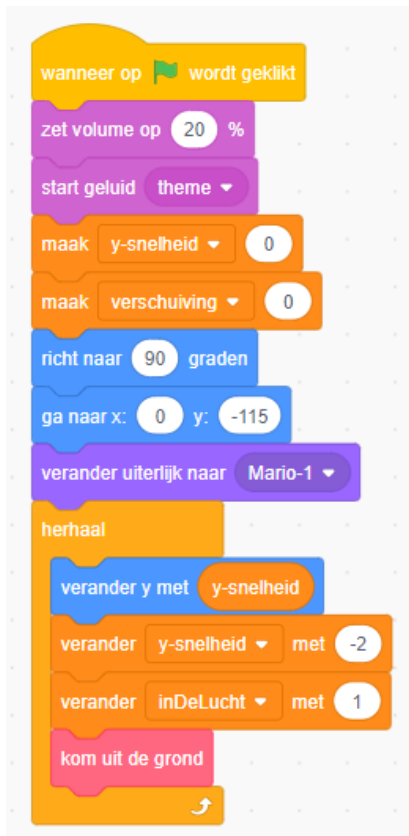 wanneer op wordt geklikt
zet volume op 20 %
start geluid theme
maak y-snelheid 0
maak verschuiving 0
richt naar 90 graden
ga naar x: 0 y: -115
verander uiterlijk naar Mario-1
herhaal
verander y met y-snelheid
verander y-snelheid met -2
verander inDeLucht met 1
kom uit de grond